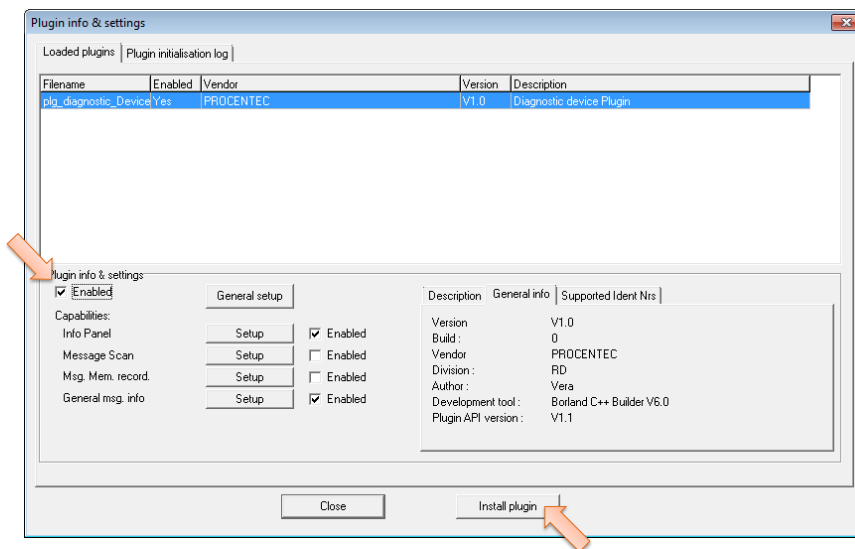 Plugin info & settings
Loaded plugins Plugin initialisation log
Filename Enabled Vendor Version Description
plg_diagnostic_Device Yes PROCENTEC V1.0 Diagnostic device Plugin
Plugin info & settings
Enabled General setup
Description General info Supported Ident Nrs
Capabilities:
Info Panel Setup Enabled
Message Scan Setup Enabled
Msg. Mem. record. Setup Enabled
General msg. info Setup Enabled
Version V1.0
Build : 0
Vendor PROCENTEC
Division : RD
Author : Vera
Development tool : Borland C++ Builder V6.0
Plugin API version : V1.1
Close Install plugin